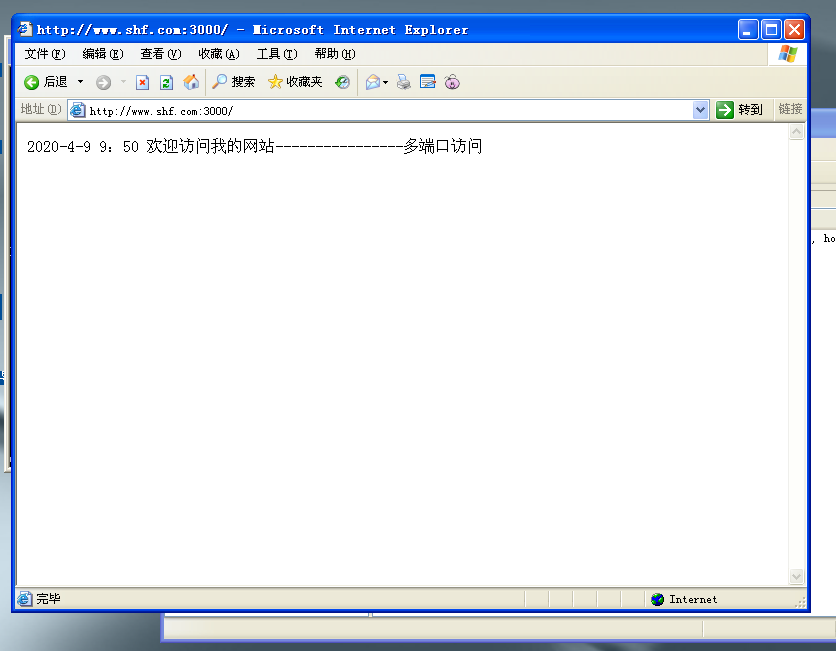 http://www.shf.com:3000/ - Microsoft Internet Explorer
文件(F) 编辑(E) 查看(V) 收藏(A) 工具(T) 帮助(H)
后退 搜索 收藏夹
地址(D) http://www.shf.com:3000/ 转到 链接
2020-4-9 9：50 欢迎访问我的网站----------------多端口访问
, ho
完毕 Internet